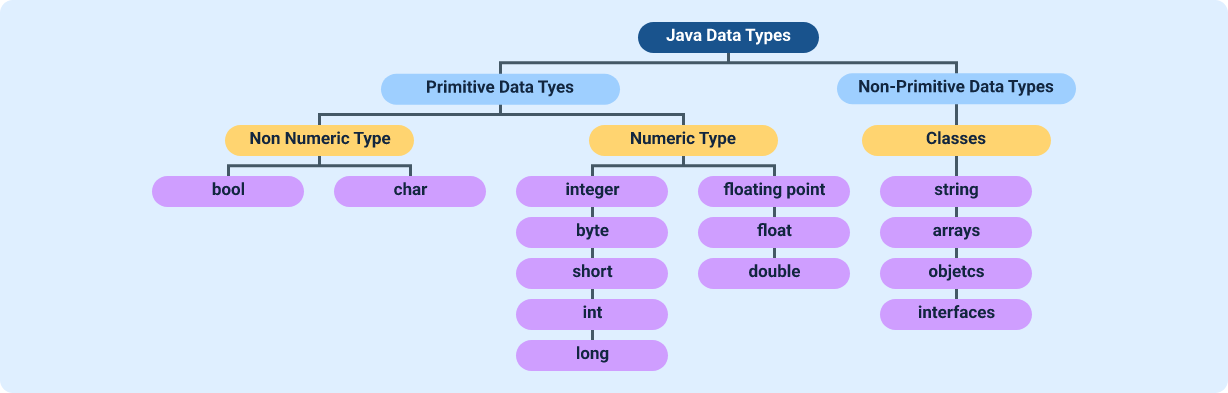 Java Data Types
Primitive Data Tyes
Non-Primitive Data Types
Non Numeric Type
Numeric Type
Classes
bool
char
integer
floating point
string
byte
float
arrays
short
double
objetcs
int
interfaces
long